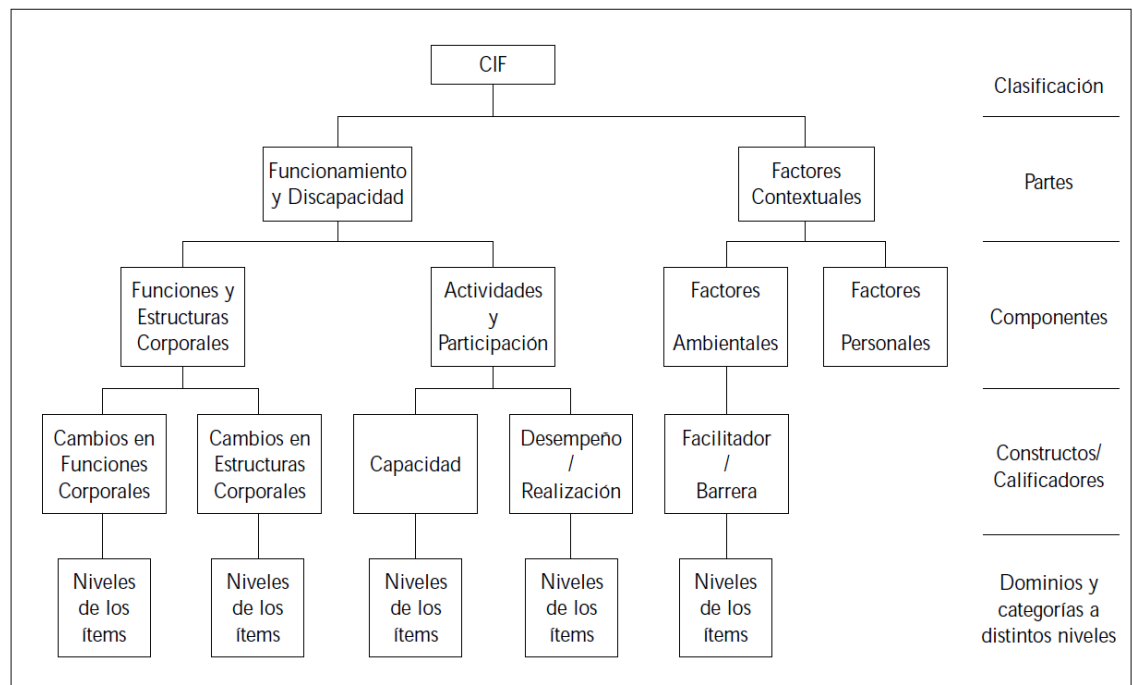 CIF
Clasificación
Funcionamiento
y Discapacidad
Factores
Contextuales
Partes
Funciones y
Estructuras
Corporales
Actividades
y
Participación
Factores
Ambientales
Factores
Personales
Componentes
Cambios en
Funciones
Corporales
Cambios en
Estructuras
Corporales
Capacidad
Desempeño
/
Realización
Facilitador
/
Barrera
Constructos/
Calificadores
Niveles
de los
ítems
Niveles
de los
ítems
Niveles
de los
ítems
Niveles
de los
ítems
Niveles
de los
ítems
Dominios y
categorías a
distintos niveles